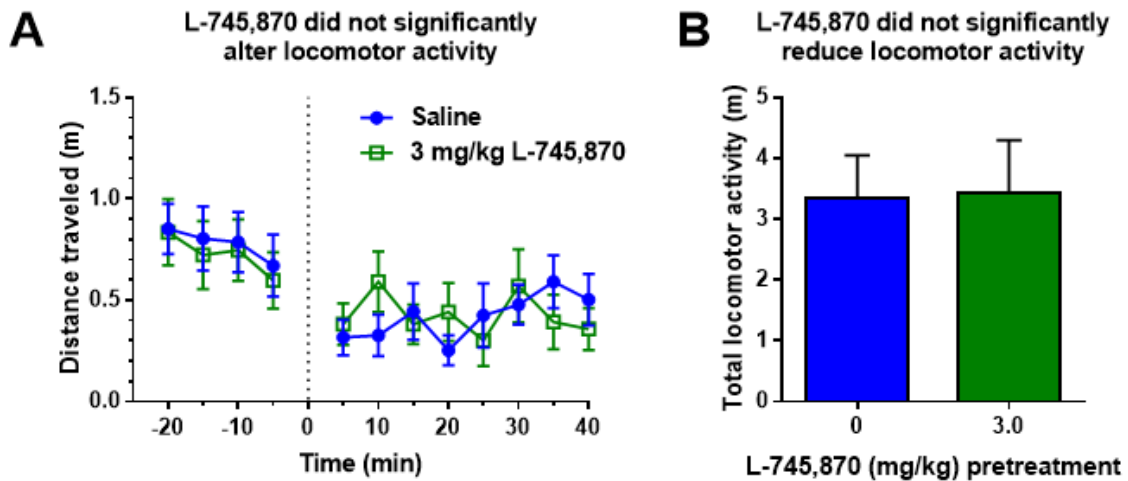 A
L-745,870 did not significantly
alter locomotor activity
Distance traveled (m)
1.5
1.0
0.5
0.0
Saline
3 mg/kg L-745,870
-20 -10 0 10 20 30 40
Time (min)
B
L-745,870 did not significantly
reduce locomotor activity
Total locomotor activity (m)
5
4
3
2
1
0
0 3.0
L-745,870 (mg/kg) pretreatment